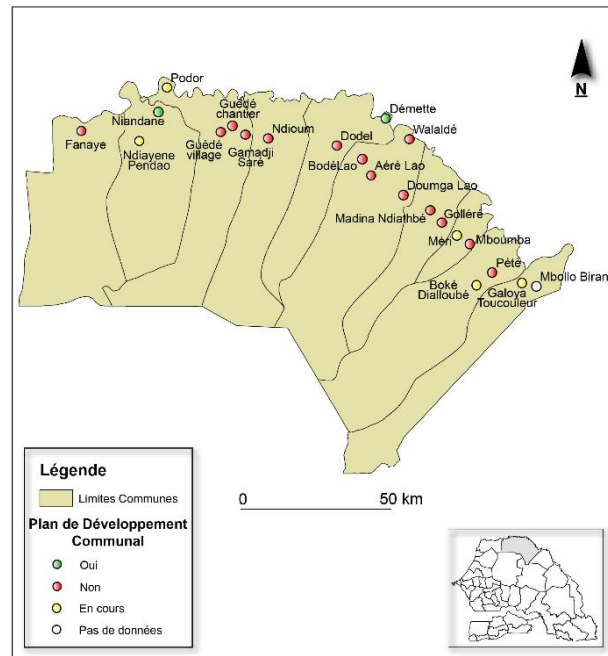 Podor
N
Niandane
Guédé
chantier
Démette
Fanaye
Ndiayene
Pendao
Guédé
village
Gamadji
Saré
Ndioum
Dodel
Walaldé
BodéLao
Aéré Lao
Doumga Lao
Madina Ndiathbé
Golléré
Méri
Mboumba
Pété
Boké
Dialloubé
Galoya
Toucouleur
Mbollo Biran
Légende
Limites Communes
Plan de Développement
Communal
Oui
Non
En cours
Pas de données
0 50 km